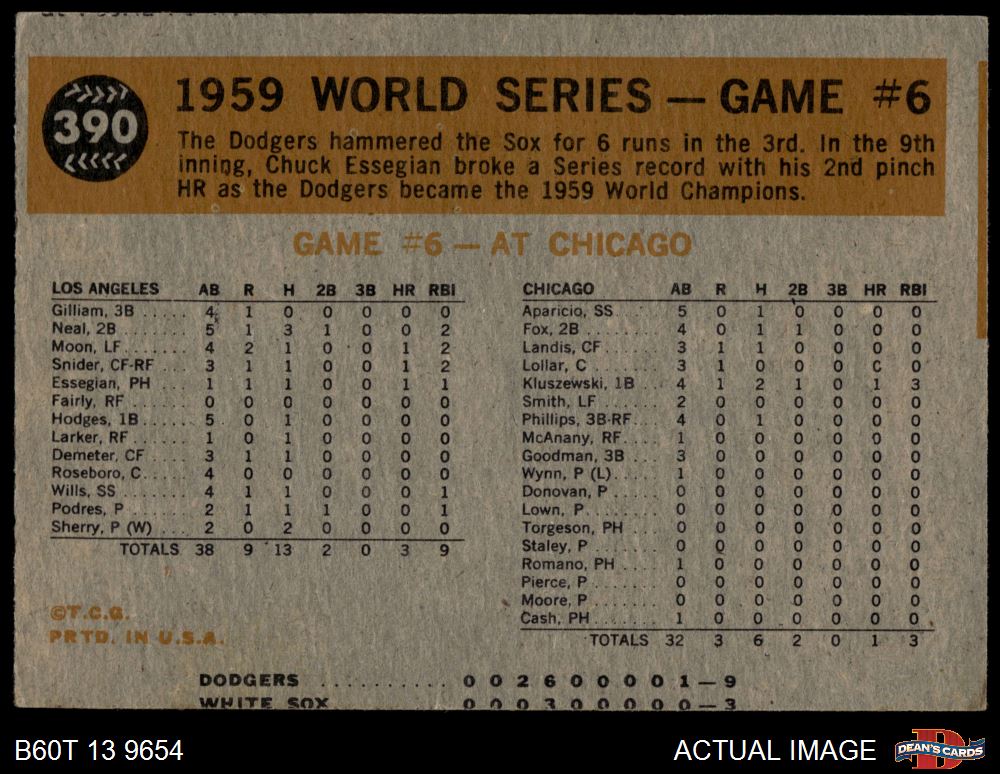 390
1959 WORLD SERIES — GAME #6
The Dodgers hammered the Sox for 6 runs in the 3rd. In the 9th
inning, Chuck Essegian broke a Series record with his 2nd pinch
HR as the Dodgers became the 1959 World Champions.
GAME #6 — AT CHICAGO
LOS ANGELES AB R H 2B 3B HR RBI
Gilliam, 3B ..... 4 1 0 0 0 0 0
Neal, 2B ..... 5 1 3 1 0 0 2
Moon, LF ....... 4 2 1 0 0 1 2
Snider, CF-RF ... 3 1 1 0 0 1 2
Essegian, PH .... 1 1 1 0 0 1 1
Fairly, RF ...... 0 0 0 0 0 0 0
Hodges, 1B ..... 5 0 1 0 0 0 0
Larker, RF ...... 1 0 1 0 0 0 0
Demeter, CF .... 3 1 1 0 0 0 0
Roseboro, C..... 4 0 0 0 0 0 0
Wills, SS ....... 4 1 1 0 0 0 1
Podres, P ....... 2 1 1 1 0 0 1
Sherry, P (W) ... 2 0 2 0 0 0 0
TOTALS 38 9 13 2 0 3 9
©T.C.G.
PRTD. IN U.S.A.
CHICAGO AB R H 2B 3B HR RBI
Aparicio, SS..... 5 0 1 0 0 0 0
Fox, 2B ........ 4 0 1 1 0 0 0
Landis, CF ...... 3 1 1 0 0 0 0
Lollar, C ....... 3 1 0 0 0 0 0
Kluszewski, 1B .. 4 1 2 1 0 1 3
Smith, LF ....... 2 0 0 0 0 0 0
Phillips, 3B-RF... 4 0 1 0 0 0 0
McAnany, RF.... 1 0 0 0 0 0 0
Goodman, 3B ... 3 0 0 0 0 0 0
Wynn, P (L)..... 1 0 0 0 0 0 0
Donovan, P ..... 0 0 0 0 0 0 0
Lown, P........ 0 0 0 0 0 0 0
Torgeson, PH ... 0 0 0 0 0 0 0
Staley, P ....... 0 0 0 0 0 0 0
Romano, PH .... 1 0 0 0 0 0 0
Pierce, P ....... 0 0 0 0 0 0 0
Moore, P ....... 0 0 0 0 0 0 0
Cash, PH ....... 1 0 0 0 0 0 0
TOTALS 32 3 6 2 0 1 3
DODGERS .......... 0 0 2 6 0 0 0 0 1 — 9
WHITE SOX .......... 0 0 0 3 0 0 0 0 0 — 3
B60T 13 9654
ACTUAL IMAGE
DEAN'S CARDS